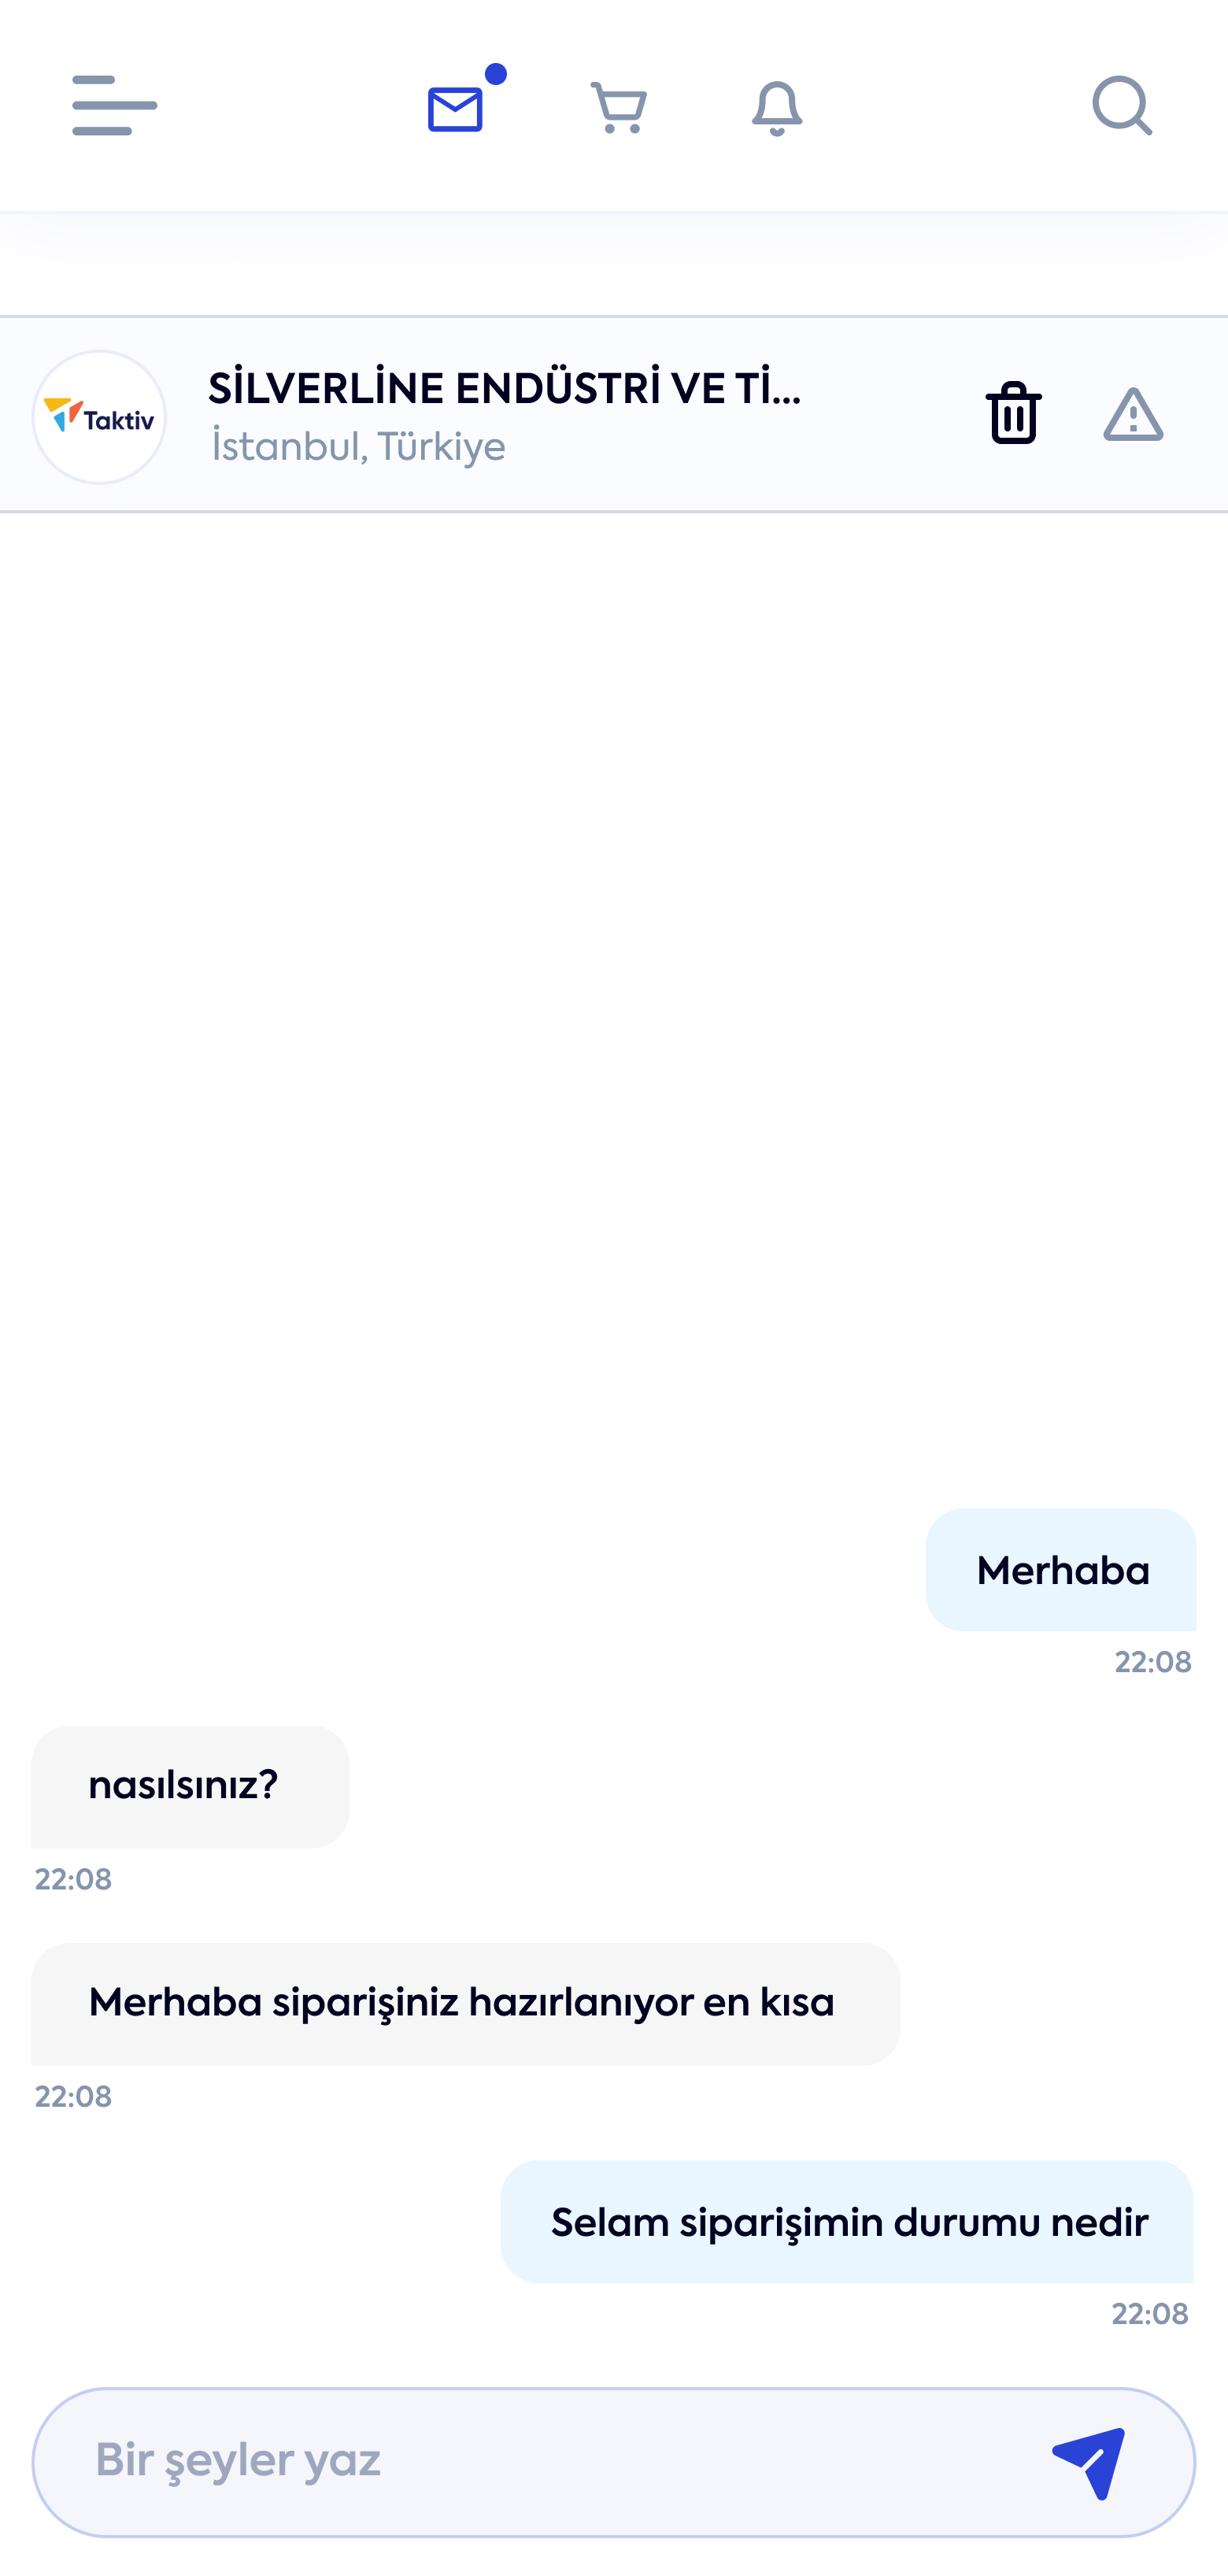 Taktiv
SİLVERLİNE ENDÜSTRİ VE Tİ...
İstanbul, Türkiye
Merhaba
22:08
nasılsınız?
22:08
Merhaba siparişiniz hazırlanıyor en kısa
22:08
Selam siparişimin durumu nedir
22:08
Bir şeyler yaz